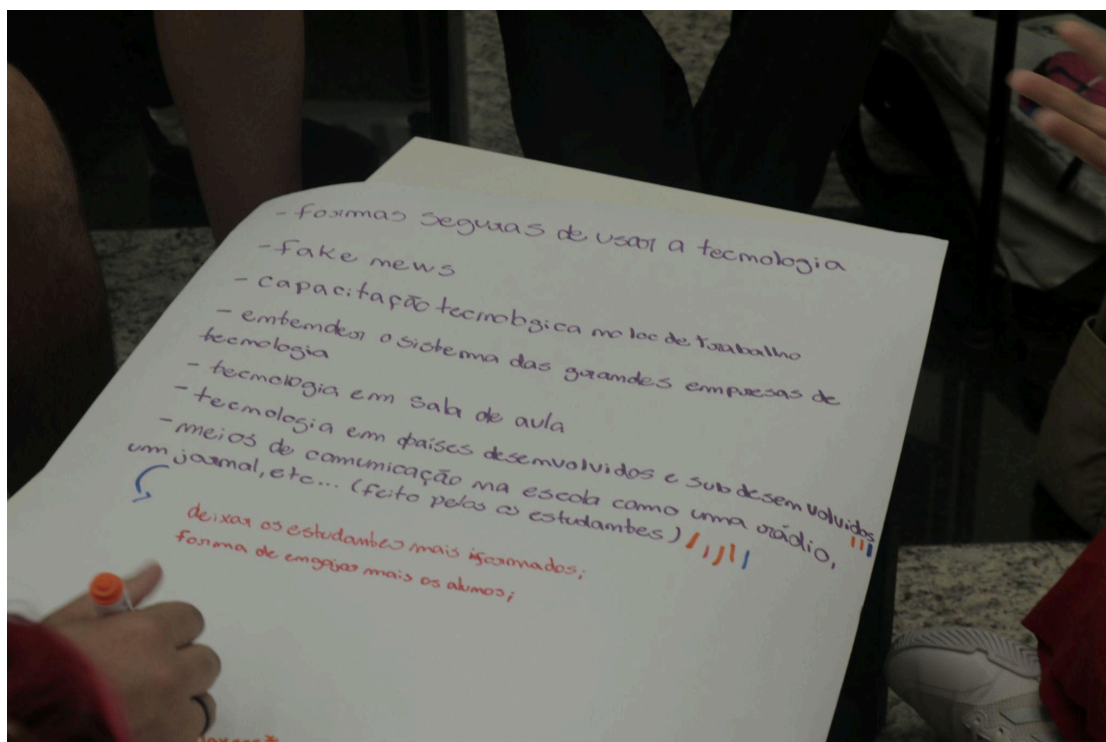 - formas seguras de usar a tecnologia
- fake news
- capacitação tecnologica no loc de trabalho
- entender o sistema das grandes empresas de
tecnologia
- tecnologia em sala de aula
- tecnologia em países desenvolvidos e subdesenvolvidos
- meios de comunicação na escola como uma rádio,
um jornal, etc... (feito pelos os estudantes)
deixar os estudantes mais iformados;
forma de engajar mais os alunos;